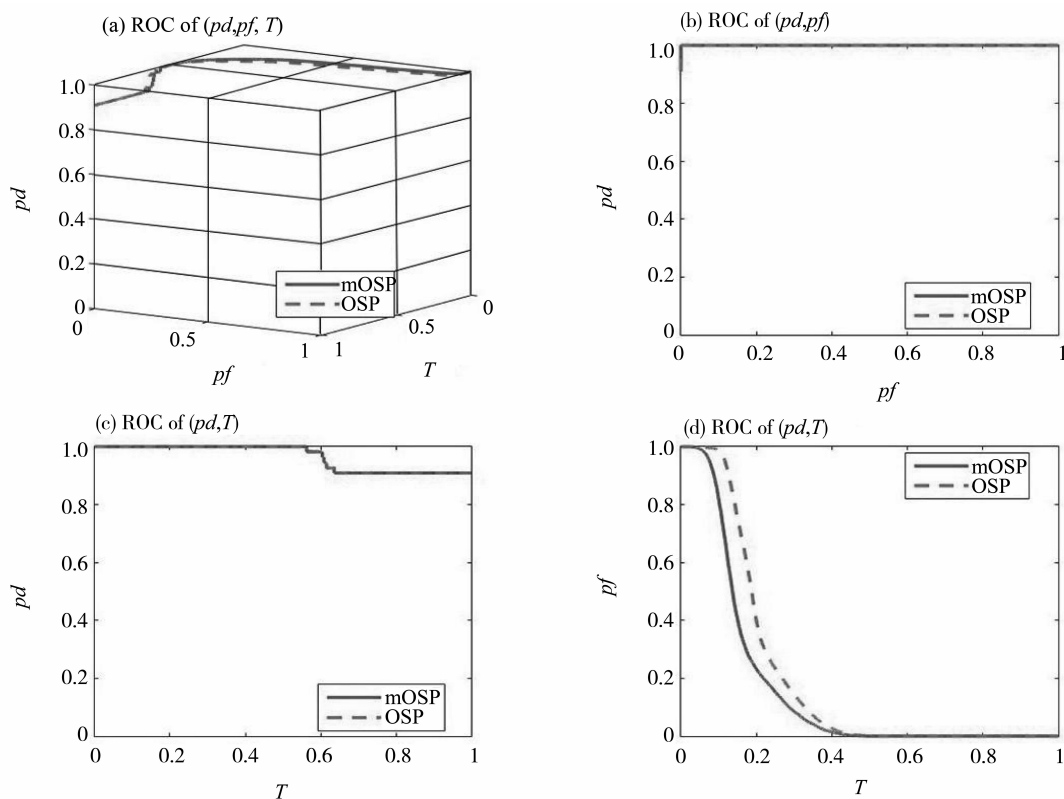 (a) ROC of (pd,pf, T)
1.0
0.8
0.6
0.4
0.2
0
pd
0
0.5
1
pf
1
0.5
0
T
mOSP
OSP
(b) ROC of (pd,pf)
1.0
0.8
0.6
0.4
0.2
0
pd
0 0.2 0.4 0.6 0.8 1
pf
mOSP
OSP
(c) ROC of (pd,T)
1.0
0.8
0.6
0.4
0.2
0
pd
0 0.2 0.4 0.6 0.8 1
T
mOSP
OSP
(d) ROC of (pd,T)
1.0
0.8
0.6
0.4
0.2
0
pf
0 0.2 0.4 0.6 0.8 1
T
mOSP
OSP